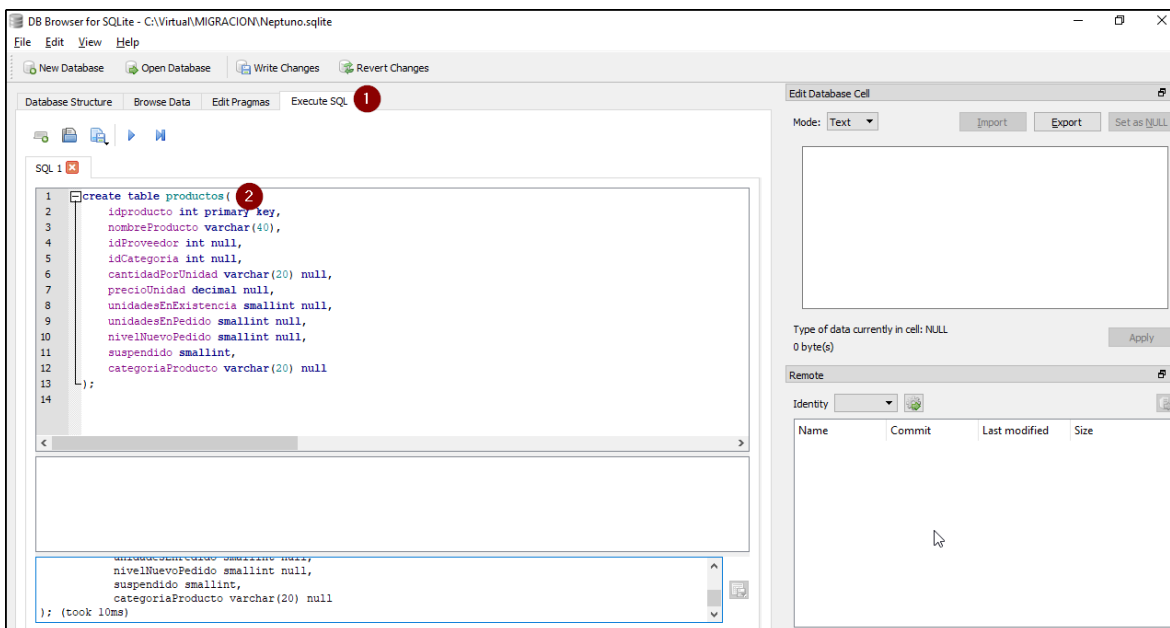 DB Browser for SQLite - C:\Virtual\MIGRACION\Neptuno.sqlite
File Edit View Help
New Database Open Database Write Changes Revert Changes
Database Structure Browse Data Edit Pragmas Execute SQL 1
SQL 1
1 create table productos( 2
2 idproducto int primary key,
3 nombreProducto varchar(40),
4 idProveedor int null,
5 idCategoria int null,
6 cantidadPorUnidad varchar(20) null,
7 precioUnidad decimal null,
8 unidadesEnExistencia smallint null,
9 unidadesEnPedido smallint null,
10 nivelNuevoPedido smallint null,
11 suspendido smallint,
12 categoriaProducto varchar(20) null
13 );
14
unidadesEnPedido smallint null,
nivelNuevoPedido smallint null,
suspendido smallint,
categoriaProducto varchar(20) null
); (took 10ms)
Edit Database Cell
Mode: Text Import Export Set as NULL
Type of data currently in cell: NULL
0 byte(s)
Apply
Remote
Identity
Name Commit Last modified Size